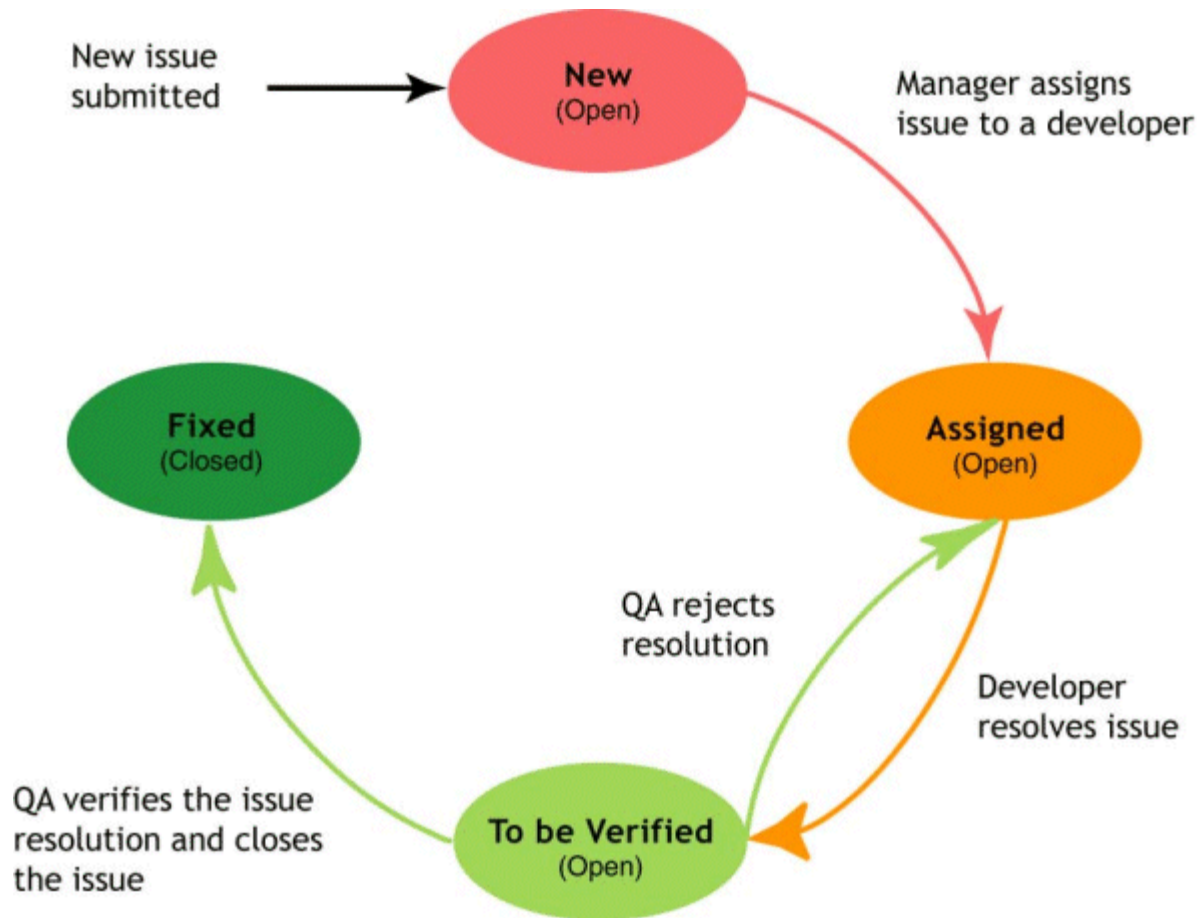 New issue
submitted
New
(Open)
Manager assigns
issue to a developer
Fixed
(Closed)
Assigned
(Open)
QA rejects
resolution
Developer
resolves issue
QA verifies the issue
resolution and closes
the issue
To be Verified
(Open)